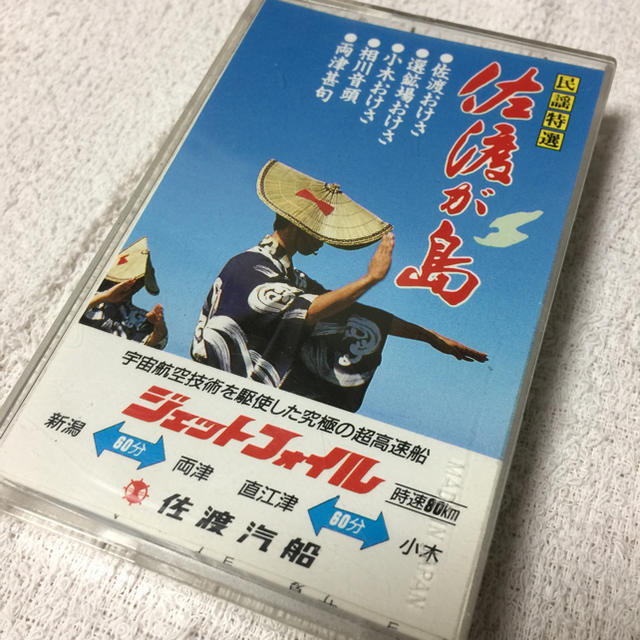 民謡特選
佐渡が島
●佐渡おけさ
●選鉱場おけさ
●小木おけさ
●相川音頭
●両津甚句
宇宙航空技術を駆使した究極の超高速船
ジェットフォイル
時速80km
新潟
60分
両津
直江津
60分
小木
佐渡汽船